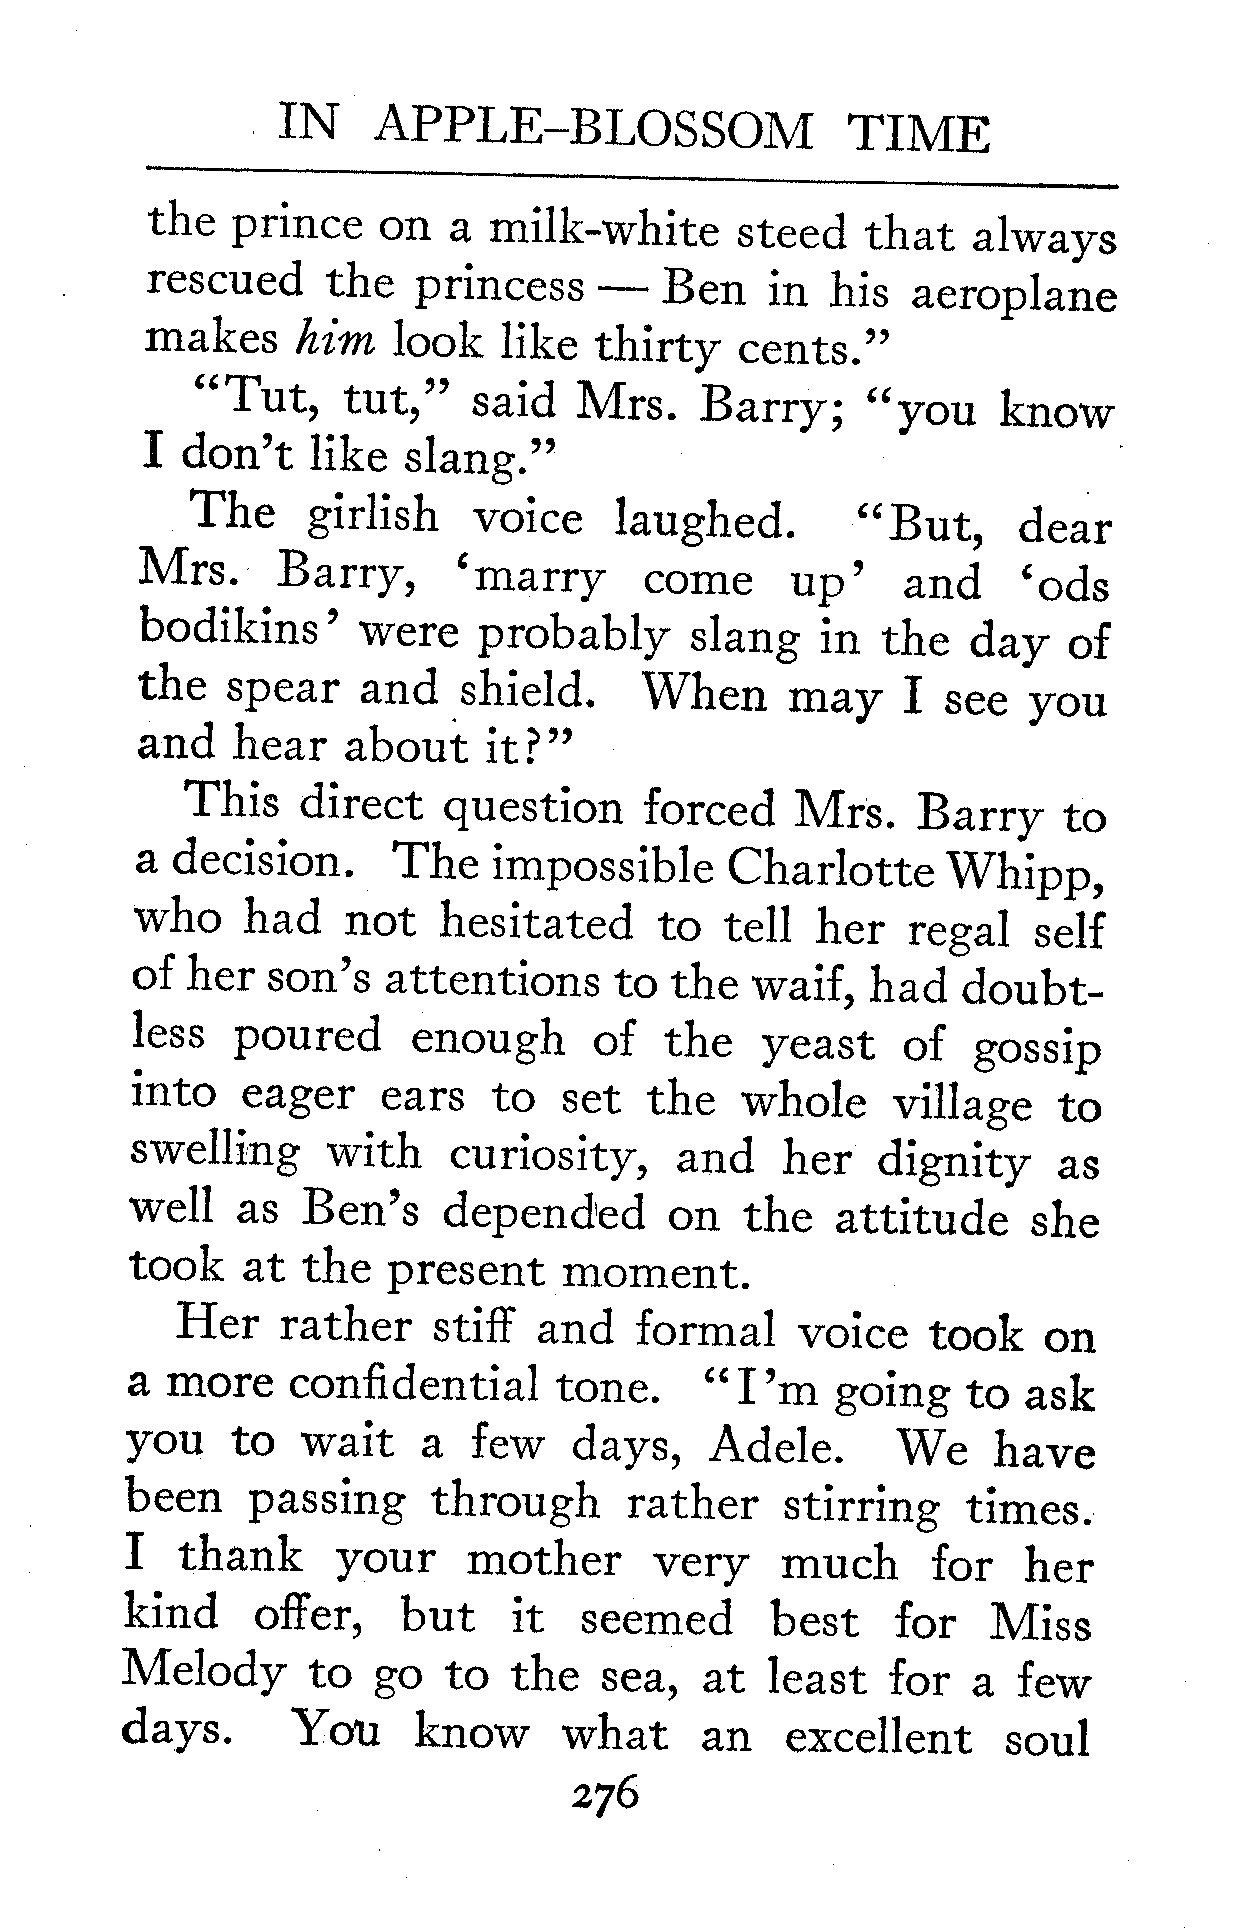 IN APPLE-BLOSSOM TIME
the prince on a milk-white steed that always
rescued the princess — Ben in his aeroplane
makes him look like thirty cents.”
“Tut, tut,” said Mrs. Barry; “you know
I don’t like slang.”
The girlish voice laughed. “But, dear
Mrs. Barry, ‘marry come up’ and ‘ods
bodikins’ were probably slang in the day of
the spear and shield. When may I see you
and hear about it?”
This direct question forced Mrs. Barry to
a decision. The impossible Charlotte Whipp,
who had not hesitated to tell her regal self
of her son’s attentions to the waif, had doubt-
less poured enough of the yeast of gossip
into eager ears to set the whole village to
swelling with curiosity, and her dignity as
well as Ben’s depended on the attitude she
took at the present moment.
Her rather stiff and formal voice took on
a more confidential tone. “I’m going to ask
you to wait a few days, Adele. We have
been passing through rather stirring times.
I thank your mother very much for her
kind offer, but it seemed best for Miss
Melody to go to the sea, at least for a few
days. You know what an excellent soul
276